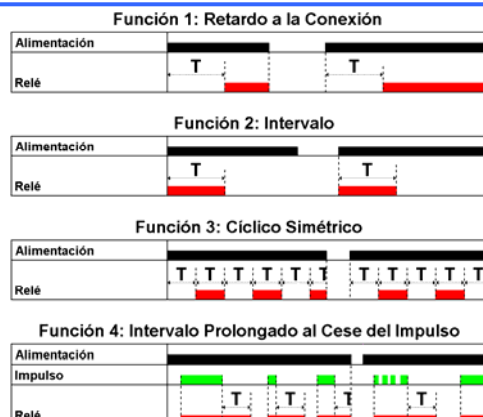 Función 1: Retardo a la Conexión
Alimentación
T T
Relé
Función 2: Intervalo
Alimentación
T T
Relé
Función 3: Cíclico Simétrico
Alimentación
T T T T T T T T T T T
Relé
Función 4: Intervalo Prolongado al Cese del Impulso
Alimentación
Impulso
T T T T
Relé